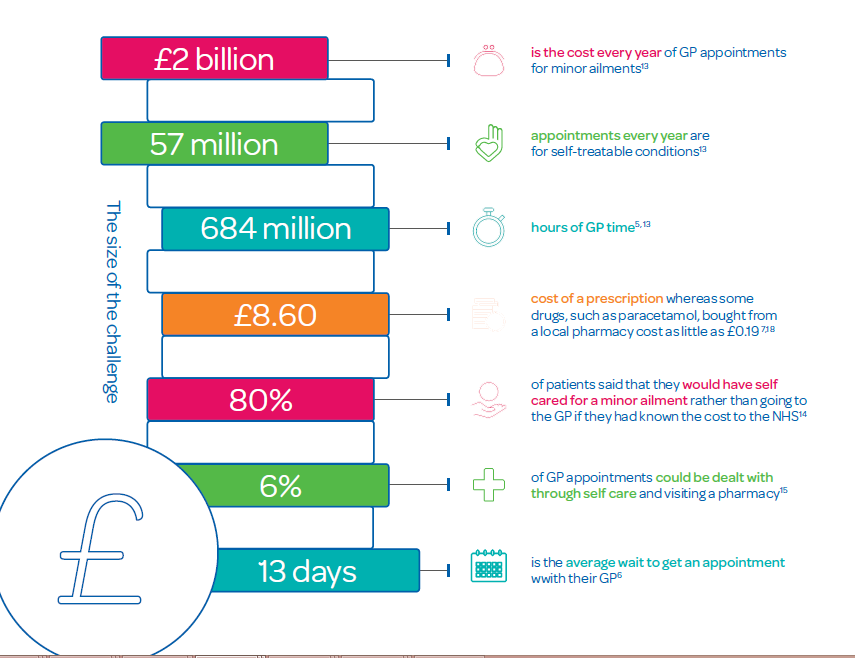 £2 billion
is the cost every year of GP appointments
for minor ailments13
57 million
appointments every year are
for self-treatable conditions13
The size of the challenge
684 million
hours of GP time5,13
£8.60
cost of a prescription whereas some
drugs, such as paracetamol, bought from
a local pharmacy cost as little as £0.197,18
80%
of patients said that they would have self
cared for a minor ailment rather than going to
the GP if they had known the cost to the NHS14
6%
of GP appointments could be dealt with
through self care and visiting a pharmacy15
£
13 days
is the average wait to get an appointment
wwith their GP6